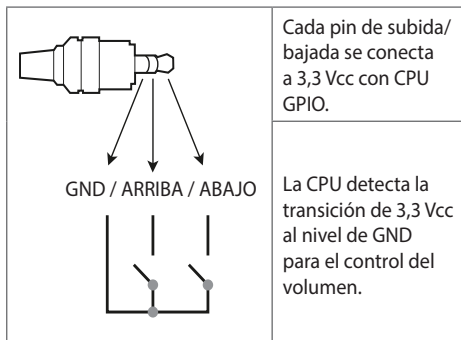 Cada pin de subida/
bajada se conecta
a 3,3 Vcc con CPU
GPIO.
GND / ARRIBA / ABAJO
La CPU detecta la
transición de 3,3 Vcc
al nivel de GND
para el control del
volumen.